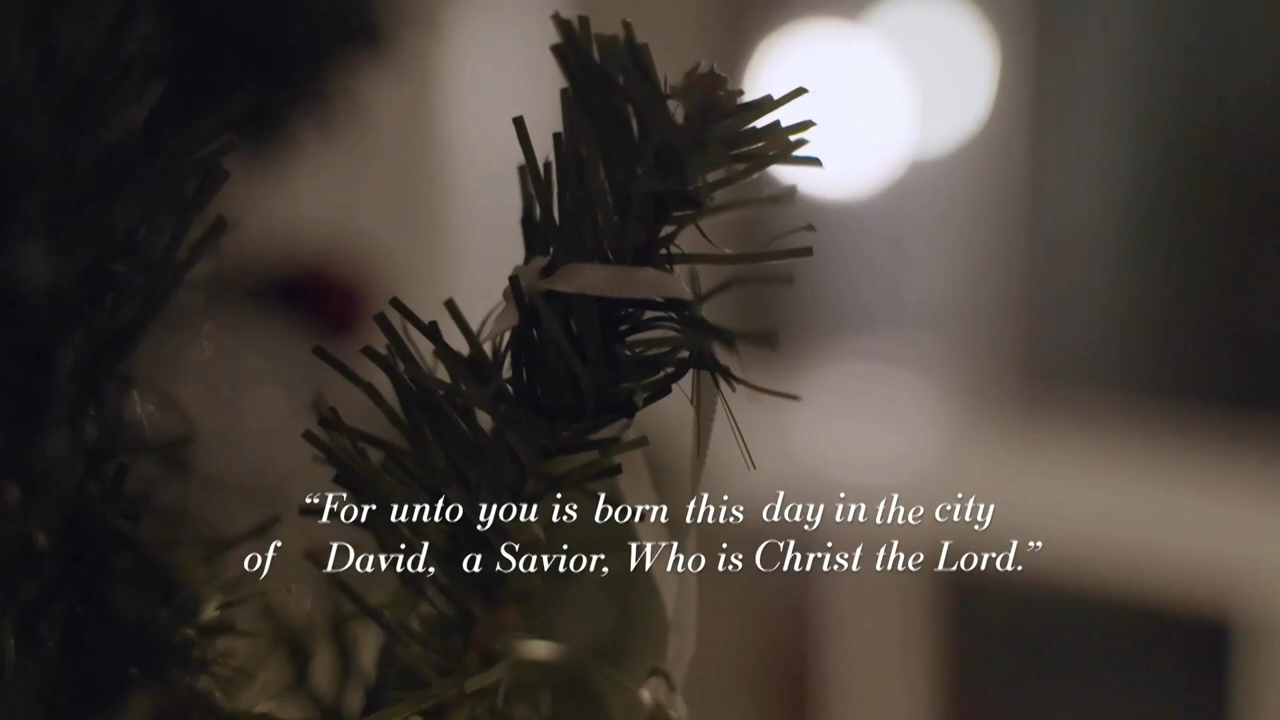 “For unto you is born this day in the city
of David, a Savior, Who is Christ the Lord.”